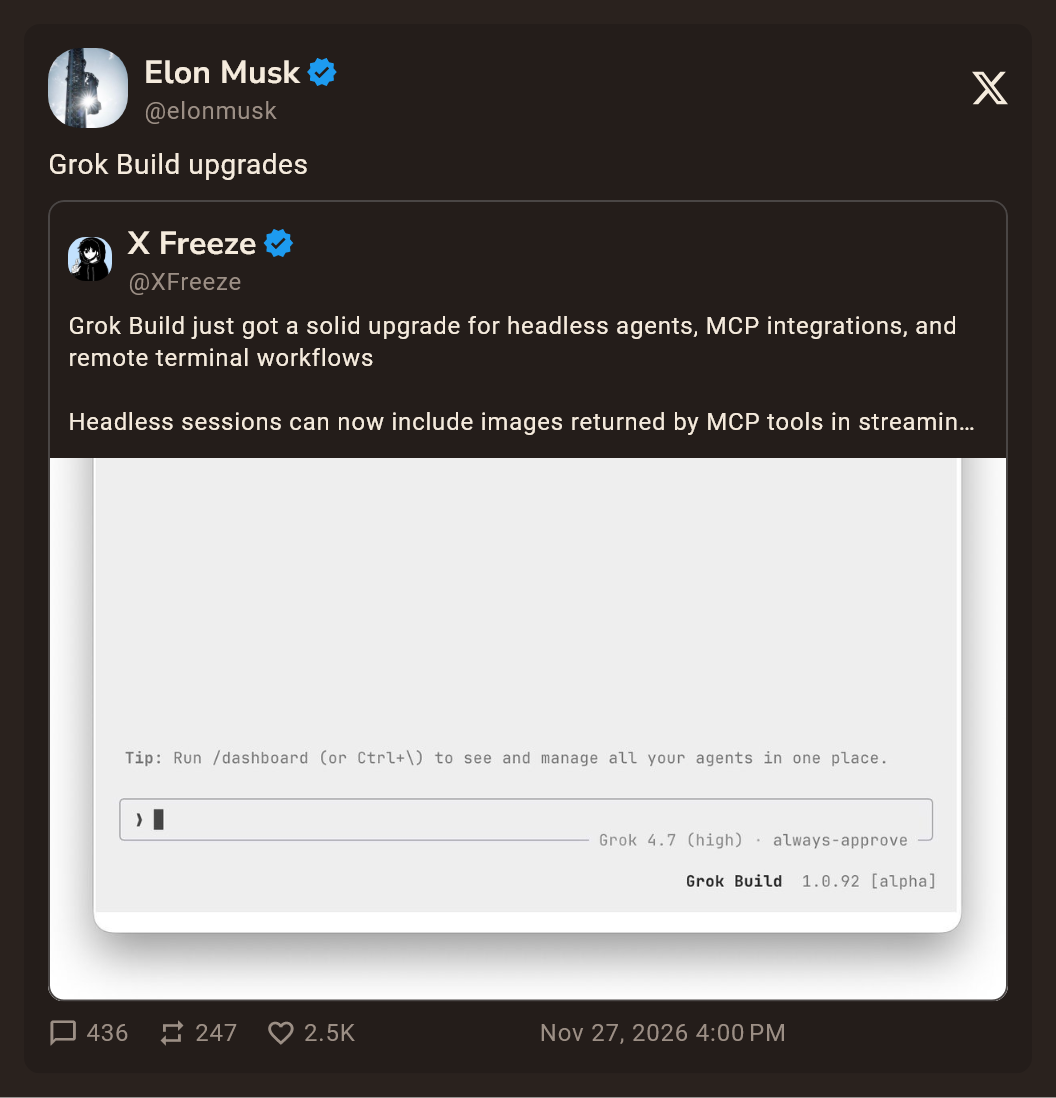 Elon Musk
@elonmusk
Grok Build upgrades
X Freeze
@XFreeze
Grok Build just got a solid upgrade for headless agents, MCP integrations, and
remote terminal workflows
Headless sessions can now include images returned by MCP tools in streamin…
Tip: Run /dashboard (or Ctrl+\) to see and manage all your agents in one place.
❯
Grok 4.7 (high) · always-approve
Grok Build 1.0.92 [alpha]
436 247 2.5K Nov 27, 2026 4:00 PM